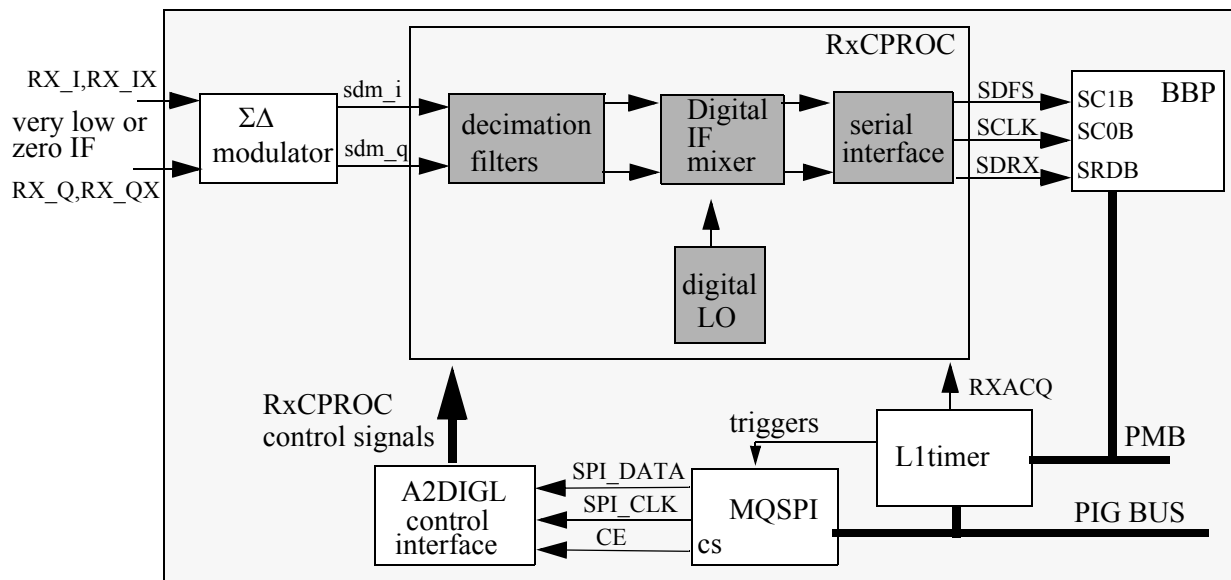 RxCPROC
RX_I,RX_IX
very low or
zero IF
RX_Q,RX_QX
ΣΔ
modulator
sdm_i
sdm_q
decimation
filters
Digital
IF
mixer
serial
interface
digital
LO
SDFS
SCLK
SDRX
BBP
SC1B
SC0B
SRDB
RxCPROC
control signals
RXACQ
triggers
L1timer
PMB
A2DIGL
control
interface
SPI_DATA
SPI_CLK
CE
MQSPI
cs
PIG BUS